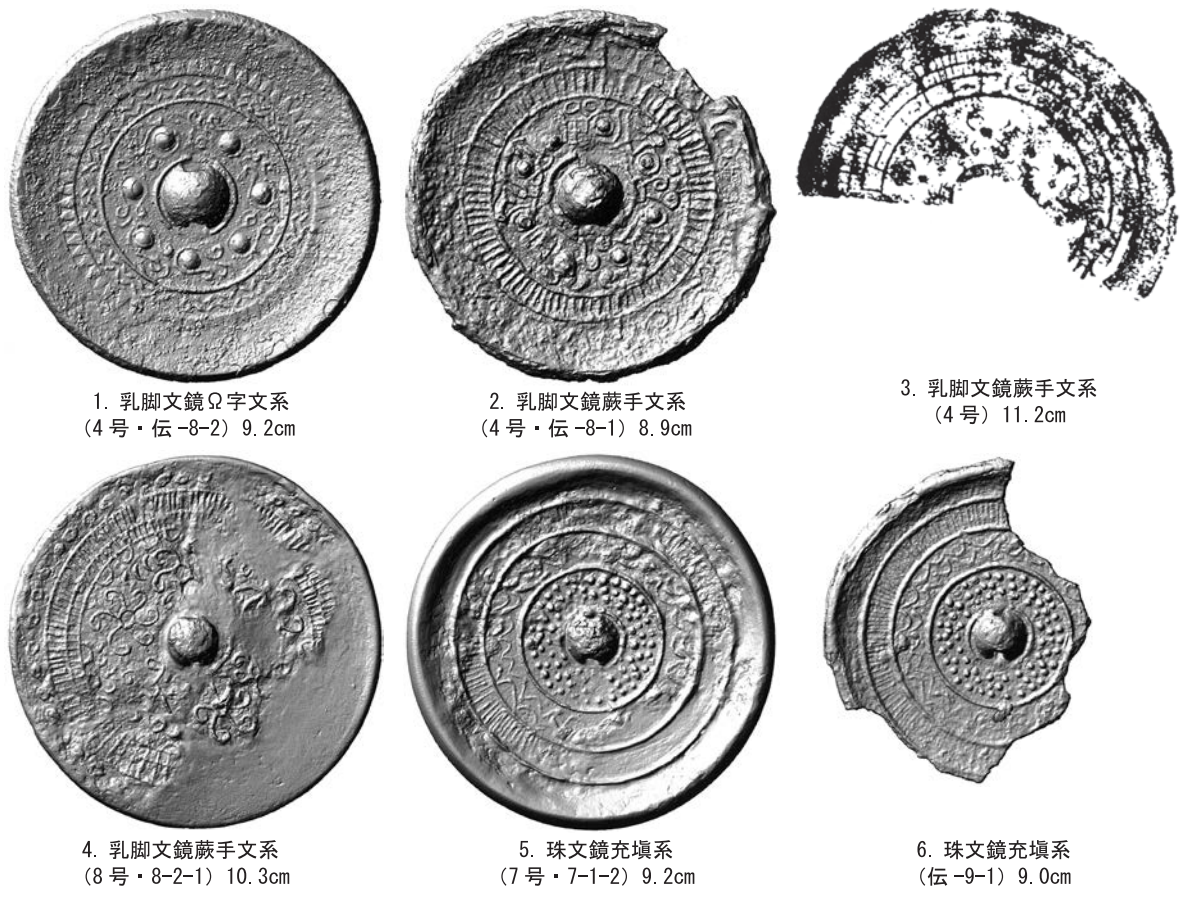 1. 乳脚文鏡Ω字文系
(4 号・伝 -8-2) 9.2cm
2. 乳脚文鏡蕨手文系
(4 号・伝 -8-1) 8.9cm
3. 乳脚文鏡蕨手文系
(4 号) 11.2cm
4. 乳脚文鏡蕨手文系
(8 号・8-2-1) 10.3cm
5. 珠文鏡充塡系
(7 号・7-1-2) 9.2cm
6. 珠文鏡充塡系
(伝 -9-1) 9.0cm